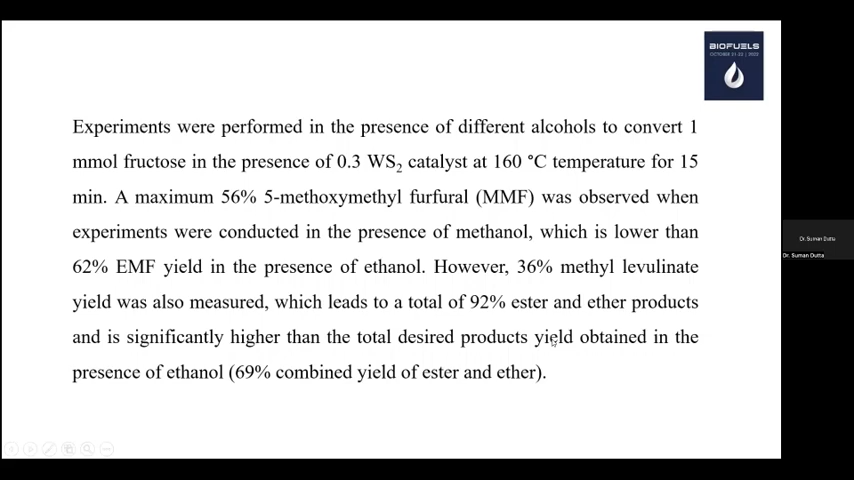 BIOFUELS
OCTOBER 21-22 | 2022
Experiments were performed in the presence of different alcohols to convert 1
mmol fructose in the presence of 0.3 WS₂ catalyst at 160 °C temperature for 15
min. A maximum 56% 5-methoxymethyl furfural (MMF) was observed when
experiments were conducted in the presence of methanol, which is lower than
62% EMF yield in the presence of ethanol. However, 36% methyl levulinate
yield was also measured, which leads to a total of 92% ester and ether products
and is significantly higher than the total desired products yield obtained in the
presence of ethanol (69% combined yield of ester and ether).
Dr. Suman Dutta
Dr. Suman Dutta